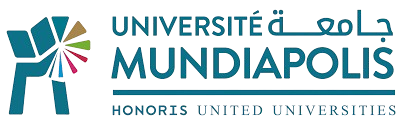 UNIVERSITÉ جامعة
MUNDIAPOLIS
HONORIS UNITED UNIVERSITIES